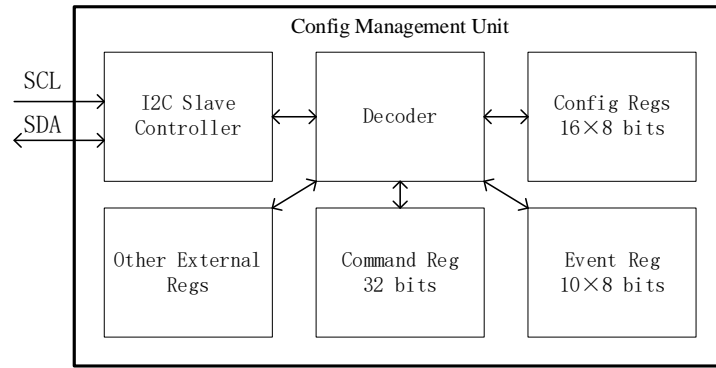 Config Management Unit
SCL
SDA
I2C Slave
Controller
Decoder
Config Regs
16×8 bits
Other External
Regs
Command Reg
32 bits
Event Reg
10×8 bits